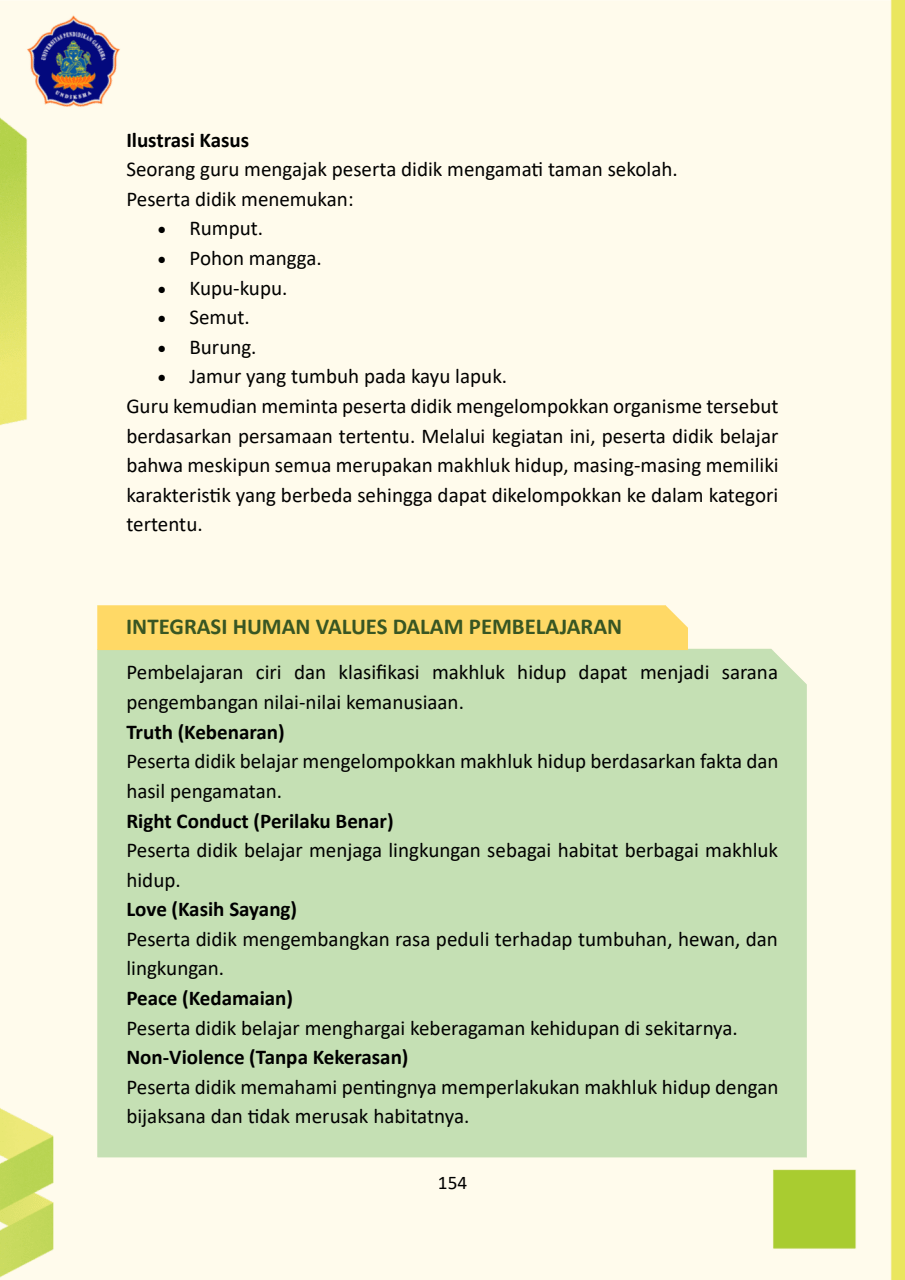 UNIVERSITAS PENDIDIKAN GANESHA
UNDIKSHA
Ilustrasi Kasus
Seorang guru mengajak peserta didik mengamati taman sekolah.
Peserta didik menemukan:
• Rumput.
• Pohon mangga.
• Kupu-kupu.
• Semut.
• Burung.
• Jamur yang tumbuh pada kayu lapuk.
Guru kemudian meminta peserta didik mengelompokkan organisme tersebut
berdasarkan persamaan tertentu. Melalui kegiatan ini, peserta didik belajar
bahwa meskipun semua merupakan makhluk hidup, masing-masing memiliki
karakteristik yang berbeda sehingga dapat dikelompokkan ke dalam kategori
tertentu.
INTEGRASI HUMAN VALUES DALAM PEMBELAJARAN
Pembelajaran ciri dan klasifikasi makhluk hidup dapat menjadi sarana
pengembangan nilai-nilai kemanusiaan.
Truth (Kebenaran)
Peserta didik belajar mengelompokkan makhluk hidup berdasarkan fakta dan
hasil pengamatan.
Right Conduct (Perilaku Benar)
Peserta didik belajar menjaga lingkungan sebagai habitat berbagai makhluk
hidup.
Love (Kasih Sayang)
Peserta didik mengembangkan rasa peduli terhadap tumbuhan, hewan, dan
lingkungan.
Peace (Kedamaian)
Peserta didik belajar menghargai keberagaman kehidupan di sekitarnya.
Non-Violence (Tanpa Kekerasan)
Peserta didik memahami pentingnya memperlakukan makhluk hidup dengan
bijaksana dan tidak merusak habitatnya.
154